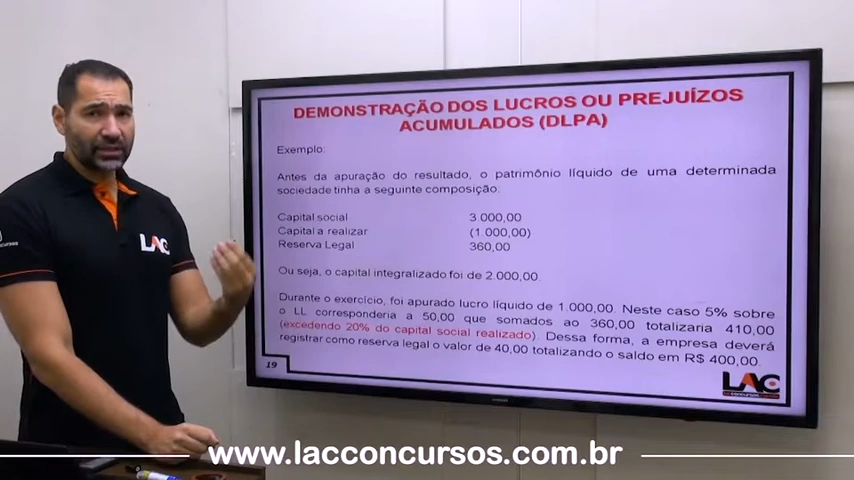 DEMONSTRAÇÃO DOS LUCROS OU PREJUÍZOS
ACUMULADOS (DLPA)
Exemplo:
Antes da apuração do resultado, o patrimônio líquido de uma determinada
sociedade tinha a seguinte composição:
Capital social 3.000,00
Capital a realizar (1.000,00)
Reserva Legal 360,00
Ou seja, o capital integralizado foi de 2.000,00.
Durante o exercício, foi apurado lucro líquido de 1.000,00. Neste caso 5% sobre
o LL corresponderia a 50,00 que somados ao 360,00 totalizaria 410,00
(excedendo 20% do capital social realizado). Dessa forma, a empresa deverá
registrar como reserva legal o valor de 40,00 totalizando o saldo em R$ 400,00.
19
LAC
CONCURSOS
LAC
www.lacconcursos.com.br